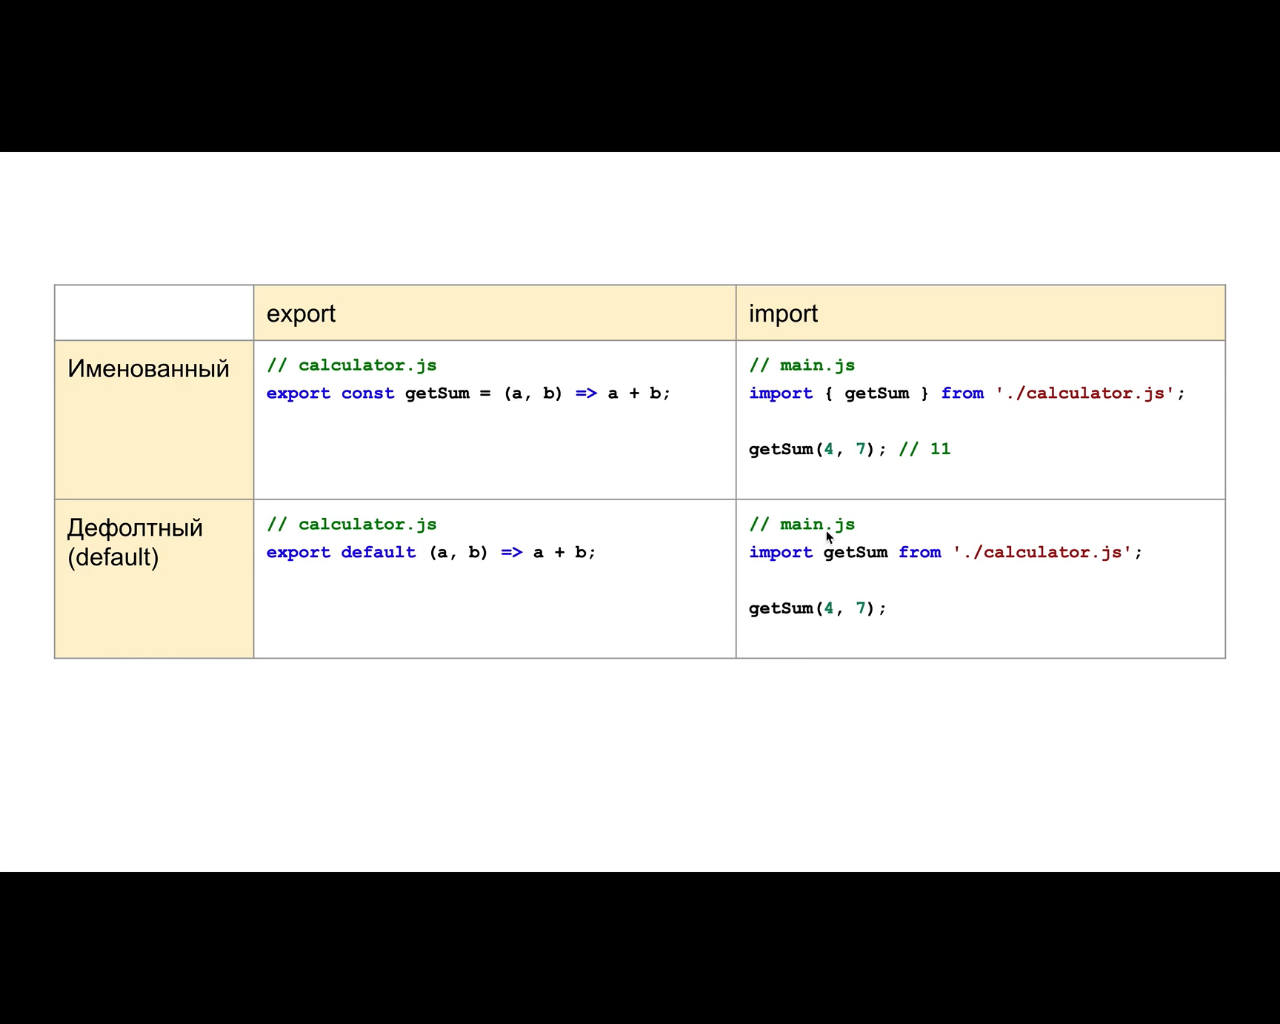 export
import
Именованный
// calculator.js
export const getSum = (a, b) => a + b;
// main.js
import { getSum } from './calculator.js';
getSum(4, 7); // 11
Дефолтный
(default)
// calculator.js
export default (a, b) => a + b;
// main.js
import getSum from './calculator.js';
getSum(4, 7);